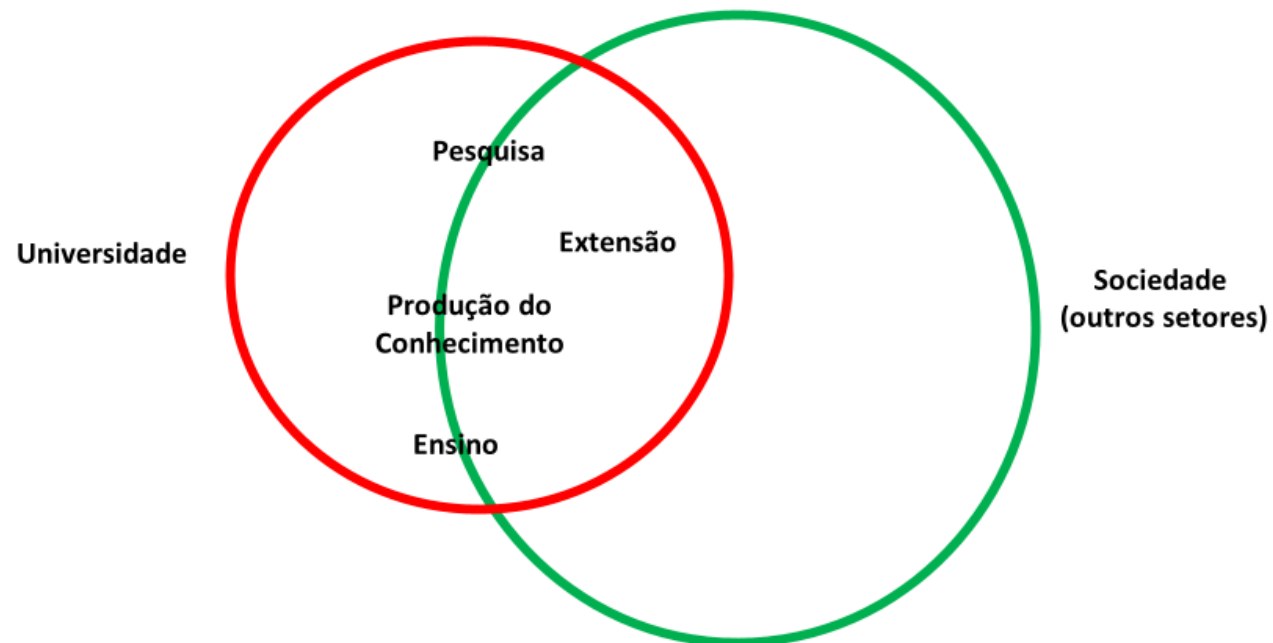 Pesquisa
Extensão
Universidade
Sociedade
(outros setores)
Produção do
Conhecimento
Ensino